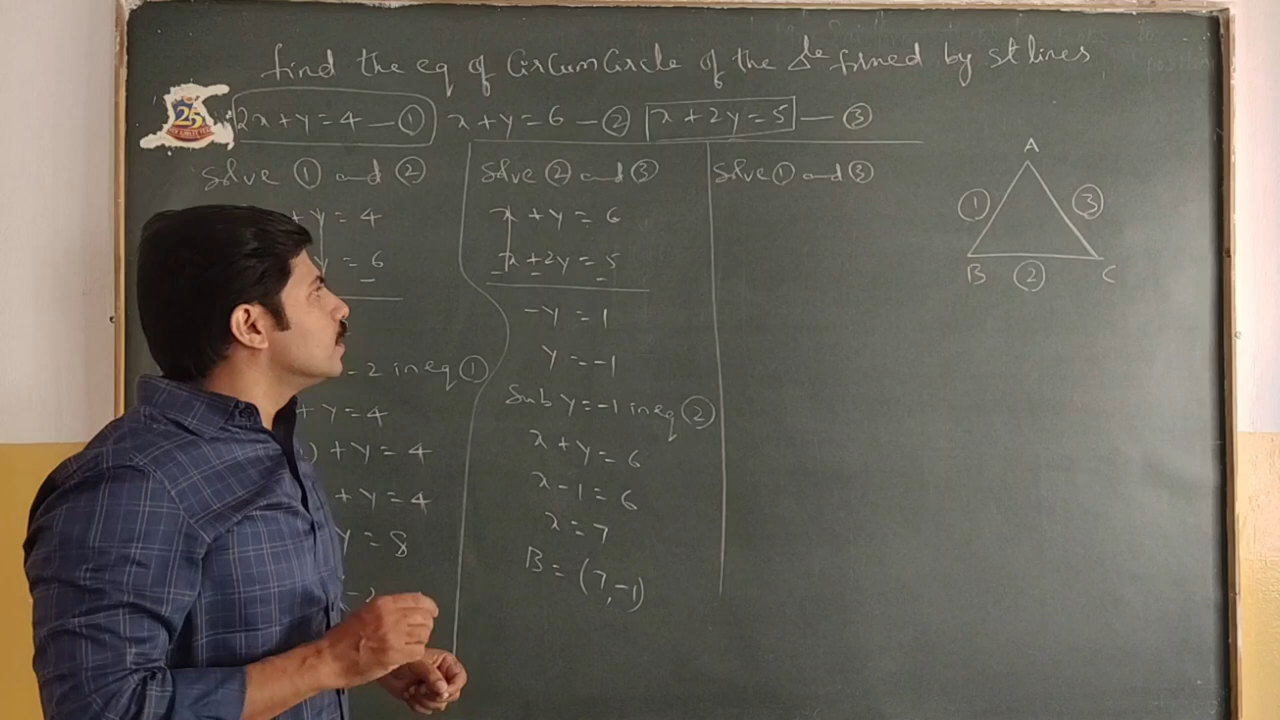 find the eq of Circumcircle of the Δle formed by st lines
2x+y=4 — ① x+y=6 — ② x+2y=5 — ③
Solve ① and ②
+ y = 4
y = 6
-2 in eq ①
+ y = 4
) + y = 4
+ y = 4
y = 8
Solve ② and ③
x + y = 6
x + 2y = 5
- - -
-y = 1
y = -1
Sub y = -1 in eq ②
x + y = 6
x - 1 = 6
x = 7
B = (7, -1)
Solve ① and ③
A
① ③
B ② C
25